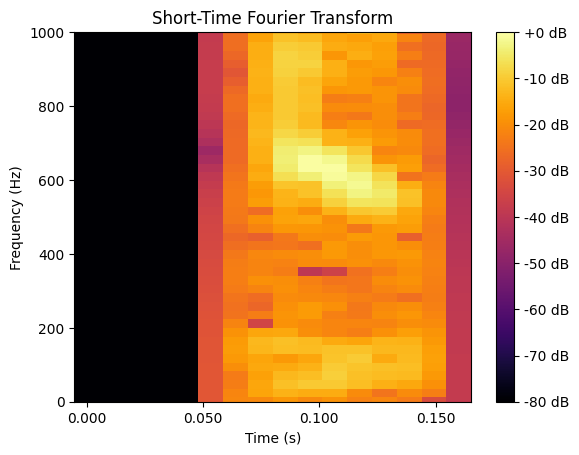 Short-Time Fourier Transform
1000
800
600
400
200
0
Frequency (Hz)
0.000
0.050
0.100
0.150
Time (s)
+0 dB
-10 dB
-20 dB
-30 dB
-40 dB
-50 dB
-60 dB
-70 dB
-80 dB